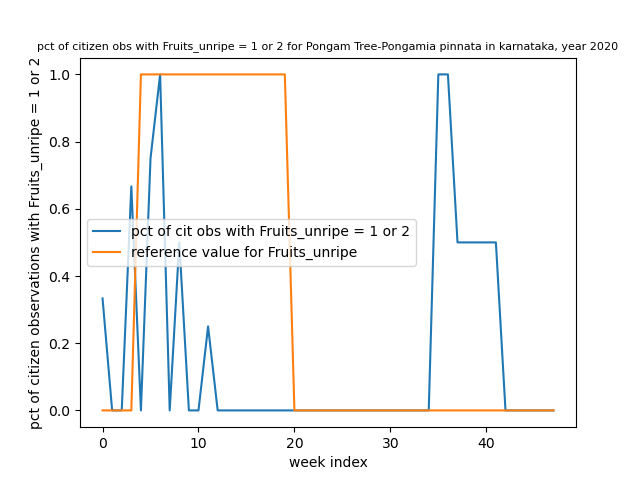 pct of citizen obs with Fruits_unripe = 1 or 2 for Pongam Tree-Pongamia pinnata in karnataka, year 2020
pct of citizen observations with Fruits_unripe = 1 or 2
1.0
0.8
0.6
0.4
0.2
0.0
pct of cit obs with Fruits_unripe = 1 or 2
reference value for Fruits_unripe
0
10
20
30
40
week index